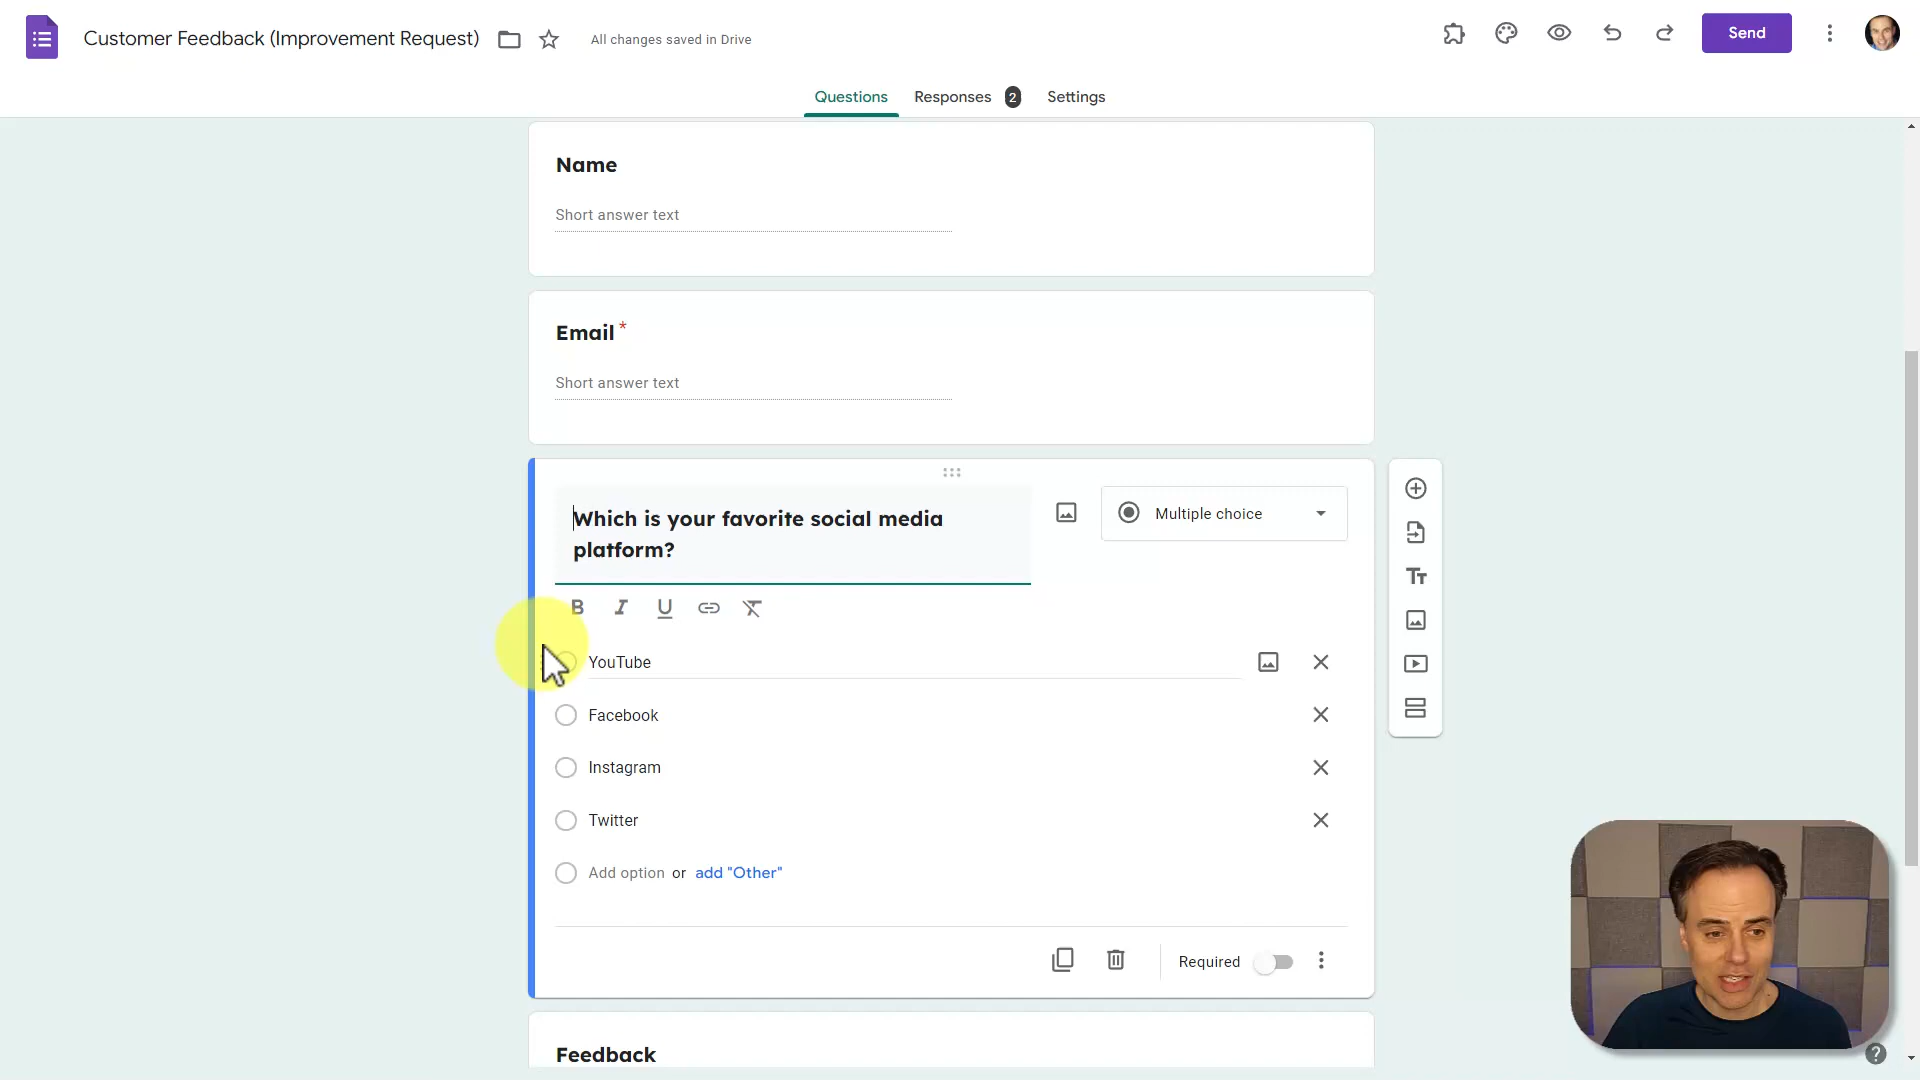 Customer Feedback (Improvement Request)
All changes saved in Drive
Send
Questions
Responses 2
Settings
Name
Short answer text
Email *
Short answer text
Which is your favorite social media
platform?
Multiple choice
B I U
Tт
YouTube
Facebook
Instagram
Twitter
Add option or add "Other"
Required
Feedback
?